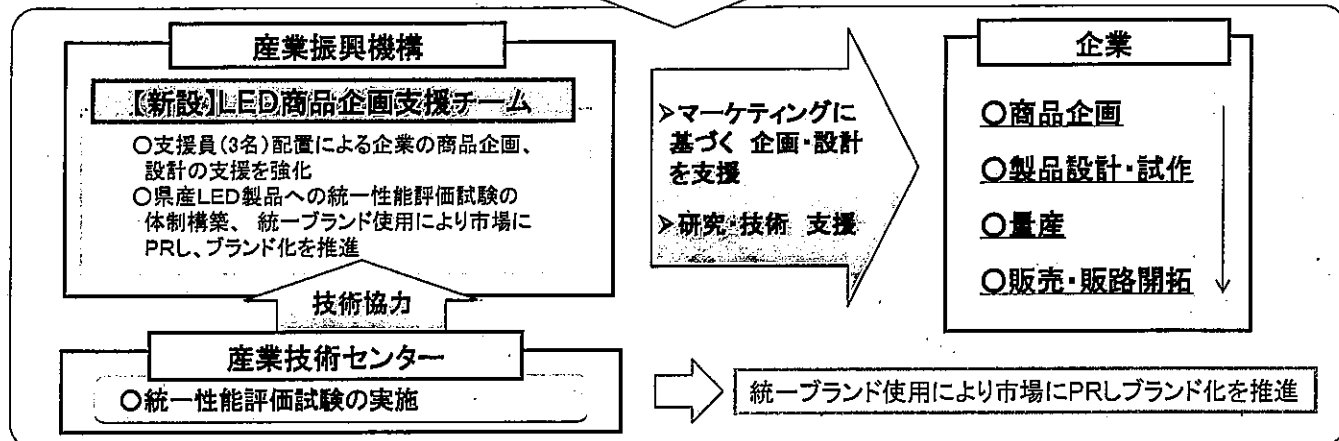 産業振興機構
【新設】LED商品企画支援チーム
○支援員(3名)配置による企業の商品企画、
設計の支援を強化
○県産LED製品への統一性能評価試験の
体制構築、 統一ブランド使用により市場に
PRし、ブランド化を推進
技術協力
産業技術センター
○統一性能評価試験の実施
➢マーケティングに
基づく 企画・設計
を支援
➢研究・技術 支援
企業
○商品企画
○製品設計・試作
○量産
○販売・販路開拓
統一ブランド使用により市場にPRしブランド化を推進